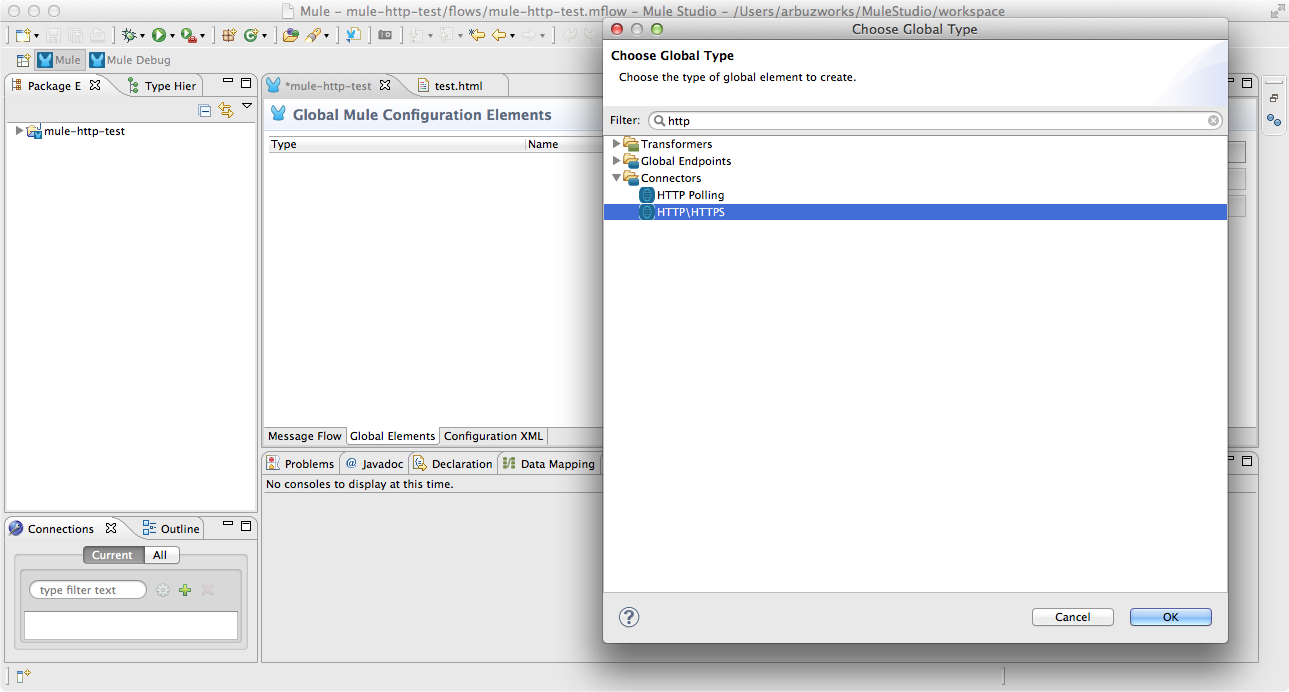 Mule – mule-http-test/flows/mule-http-test.mflow – Mule Studio – /Users/arbuzworks/MuleStudio/workspace
Mule
Mule Debug
Package E
Type Hier
mule-http-test
*mule-http-test
test.html
Global Mule Configuration Elements
Type
Name
Message Flow
Global Elements
Configuration XML
Problems
@ Javadoc
Declaration
Data Mapping
No consoles to display at this time.
Connections
Outline
Current
All
type filter text
Choose Global Type
Choose Global Type
Choose the type of global element to create.
Filter:
http
Transformers
Global Endpoints
Connectors
HTTP Polling
HTTP\HTTPS
?
Cancel
OK